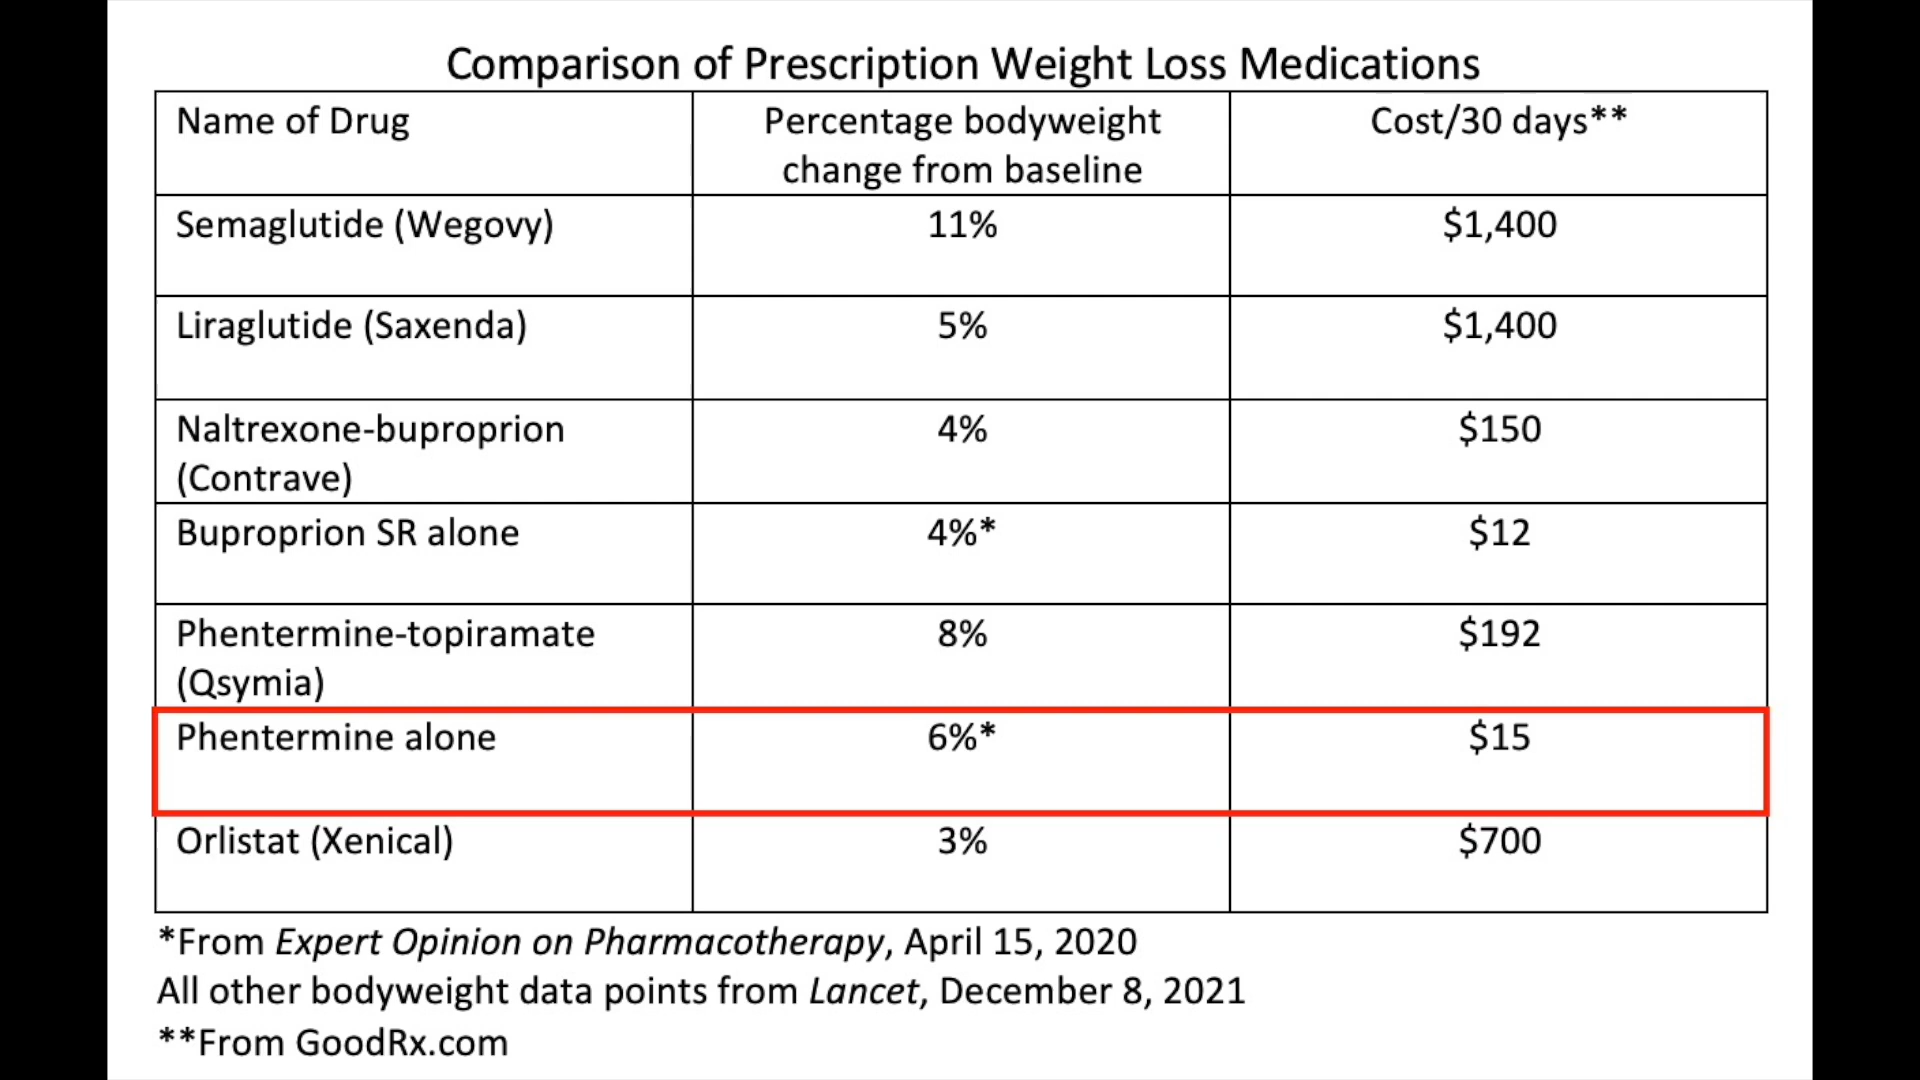 Comparison of Prescription Weight Loss Medications
Name of Drug Percentage bodyweight Cost/30 days**
change from baseline
Semaglutide (Wegovy) 11% $1,400
Liraglutide (Saxenda) 5% $1,400
Naltrexone-buproprion 4% $150
(Contrave)
Buproprion SR alone 4%* $12
Phentermine-topiramate 8% $192
(Qsymia)
Phentermine alone 6%* $15
Orlistat (Xenical) 3% $700
*From Expert Opinion on Pharmacotherapy, April 15, 2020
All other bodyweight data points from Lancet, December 8, 2021
**From GoodRx.com